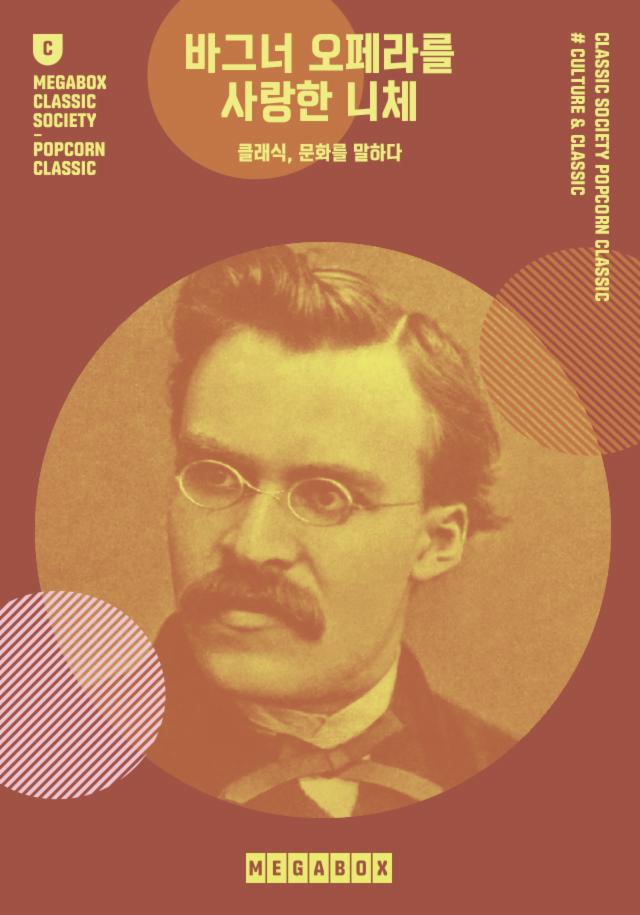 C
MEGABOX
CLASSIC
SOCIETY
–
POPCORN
CLASSIC
바그너 오페라를
사랑한 니체
클래식, 문화를 말하다
CLASSIC SOCIETY POPCORN CLASSIC
# CULTURE & CLASSIC
MEGABOX